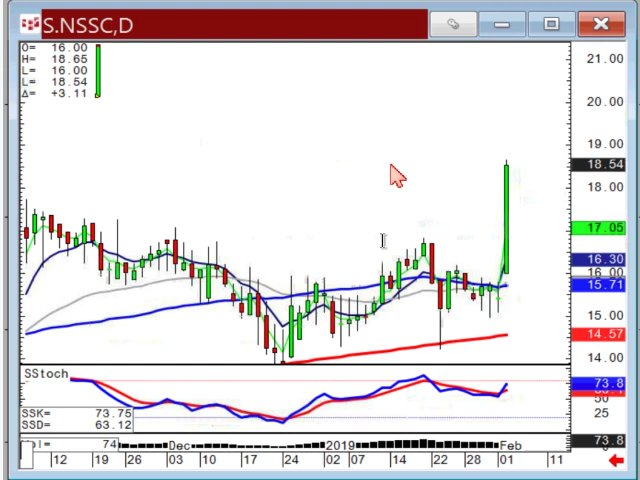 S.NSSC,D
O= 16.00
H= 18.65
L= 16.00
L= 18.54
Δ= +3.11
21.00
20.00
19.00
18.54
18.00
17.05
16.30
16.00
15.71
15.00
14.57
14.00
SStoch
73.8
50
25
SSK= 73.75
SSD= 63.12
74
73.8
Dec
2019
Feb
12
19
26
03
10
17
24
02
07
14
22
28
01
11